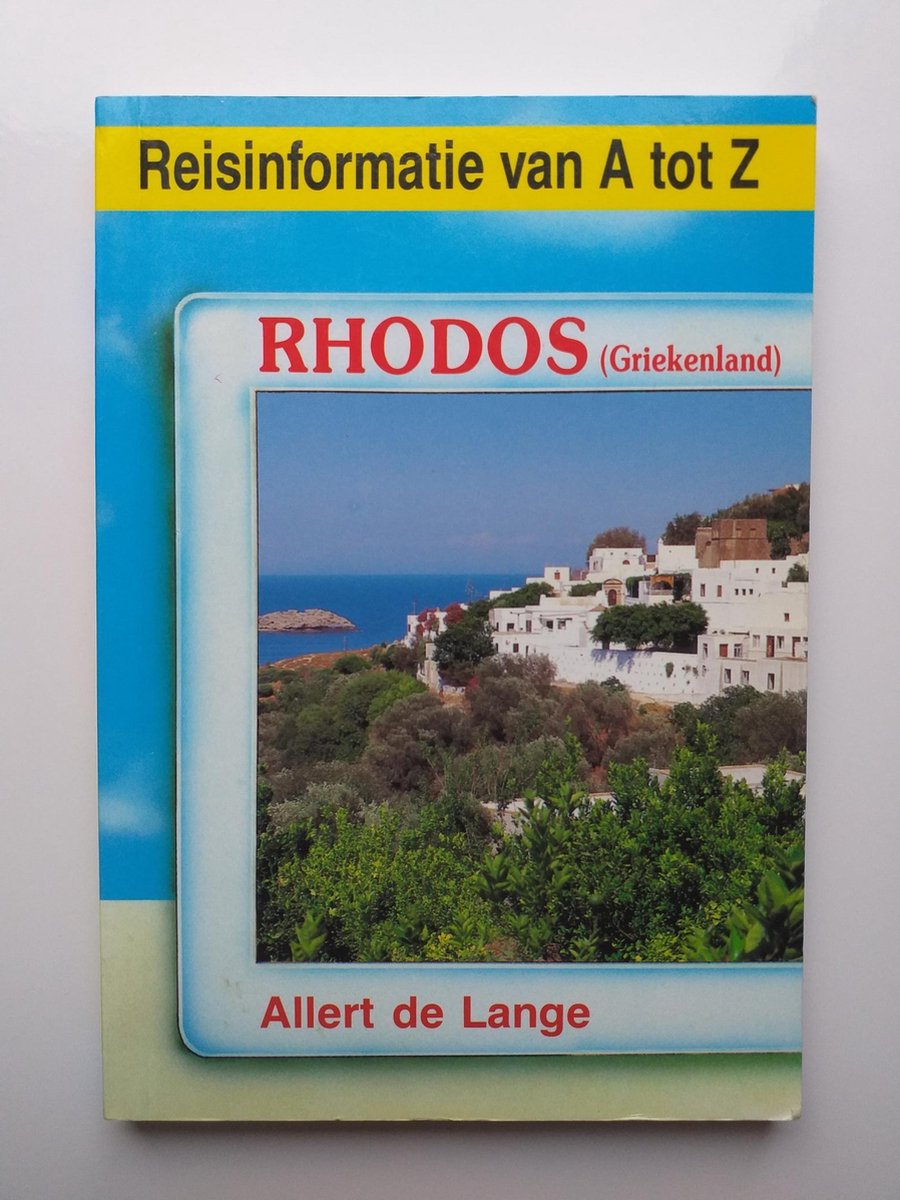 Reisinformatie van A tot Z
RHODOS (Griekenland)
Allert de Lange